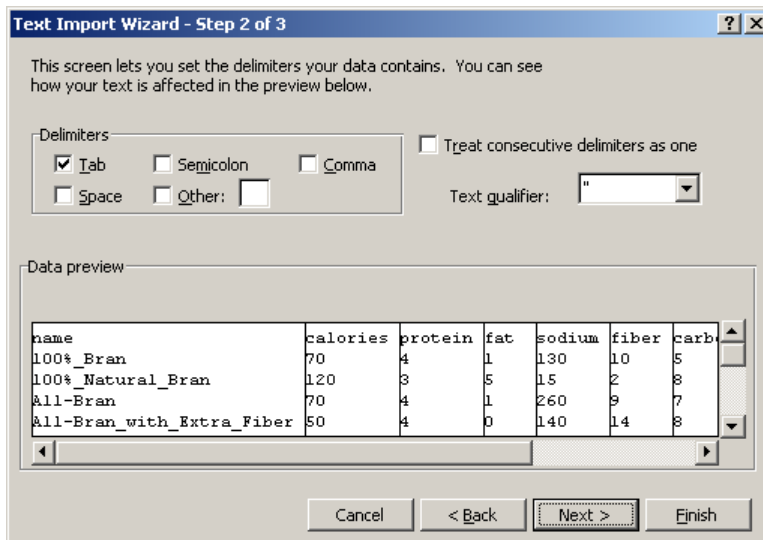 Text Import Wizard - Step 2 of 3
This screen lets you set the delimiters your data contains. You can see
how your text is affected in the preview below.
Delimiters
Tab Semicolon Comma
Space Other:
Treat consecutive delimiters as one
Text qualifier: "
Data preview
name calories protein fat sodium fiber carbo
100%_Bran 70 4 1 130 10 5
100%_Natural_Bran 120 3 5 15 2 8
All-Bran 70 4 1 260 9 7
All-Bran_with_Extra_Fiber 50 4 0 140 14 8
Cancel < Back Next > Finish